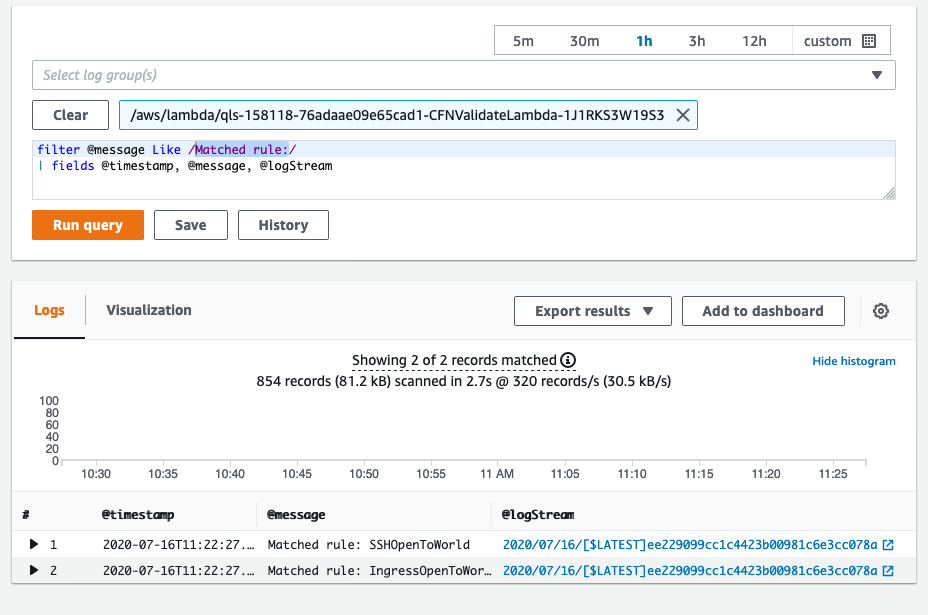 5m 30m 1h 3h 12h custom
Select log group(s)
Clear /aws/lambda/qls-158118-76adaae09e65cad1-CFNValidateLambda-1J1RKS3W19S3
filter @message Like /Matched rule:/
| fields @timestamp, @message, @logStream
Run query Save History
Logs Visualization Export results Add to dashboard
Showing 2 of 2 records matched
Hide histogram
854 records (81.2 kB) scanned in 2.7s @ 320 records/s (30.5 kB/s)
100
80
60
40
20
0
10:30 10:35 10:40 10:45 10:50 10:55 11 AM 11:05 11:10 11:15 11:20 11:25
# @timestamp @message @logStream
1 2020-07-16T11:22:27.… Matched rule: SSHOpenToWorld 2020/07/16/[$LATEST]ee229099cc1c4423b00981c6e3cc078a
2 2020-07-16T11:22:27.… Matched rule: IngressOpenToWor… 2020/07/16/[$LATEST]ee229099cc1c4423b00981c6e3cc078a